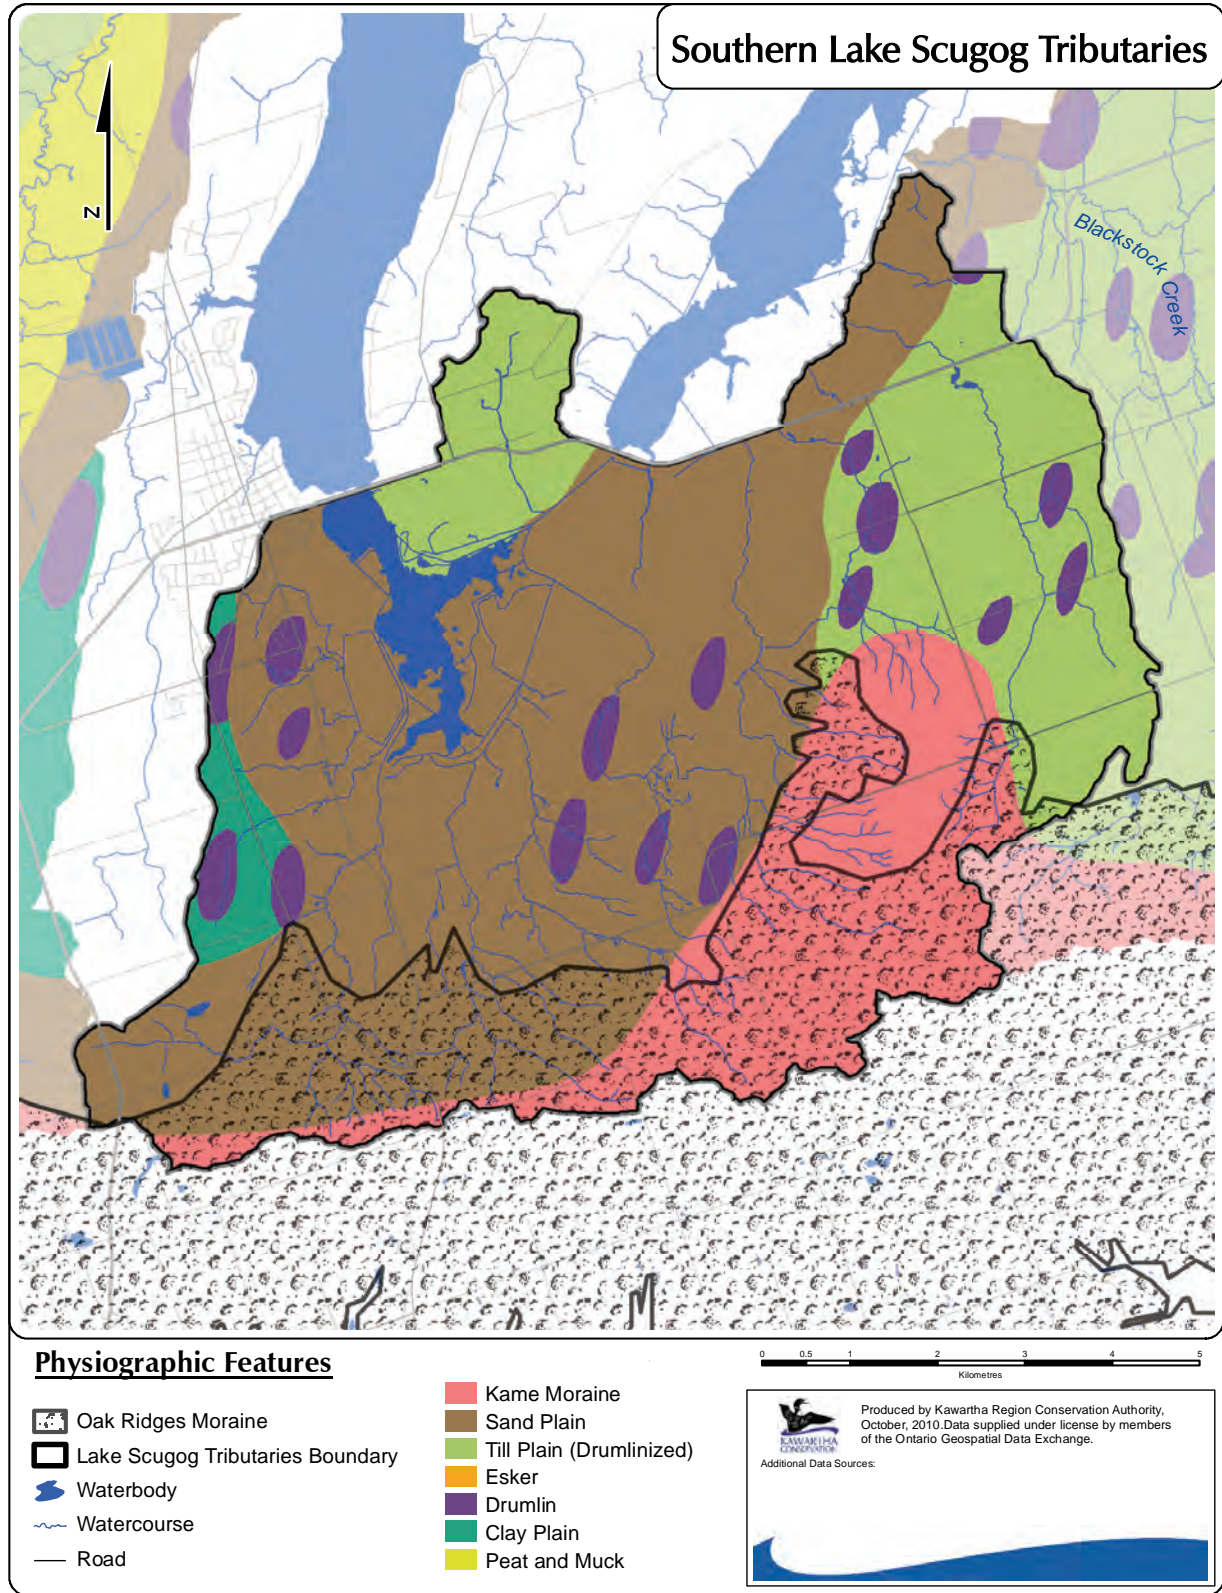 Southern Lake Scugog Tributaries
N
Blackstock Creek
Physiographic Features
Oak Ridges Moraine
Lake Scugog Tributaries Boundary
Waterbody
Watercourse
Road
Kame Moraine
Sand Plain
Till Plain (Drumlinized)
Esker
Drumlin
Clay Plain
Peat and Muck
0 0.5 1 2 3 4 5
Kilometres
KAWARTHA
CONSERVATION
Produced by Kawartha Region Conservation Authority,
October, 2010.Data supplied under license by members
of the Ontario Geospatial Data Exchange.
Additional Data Sources: